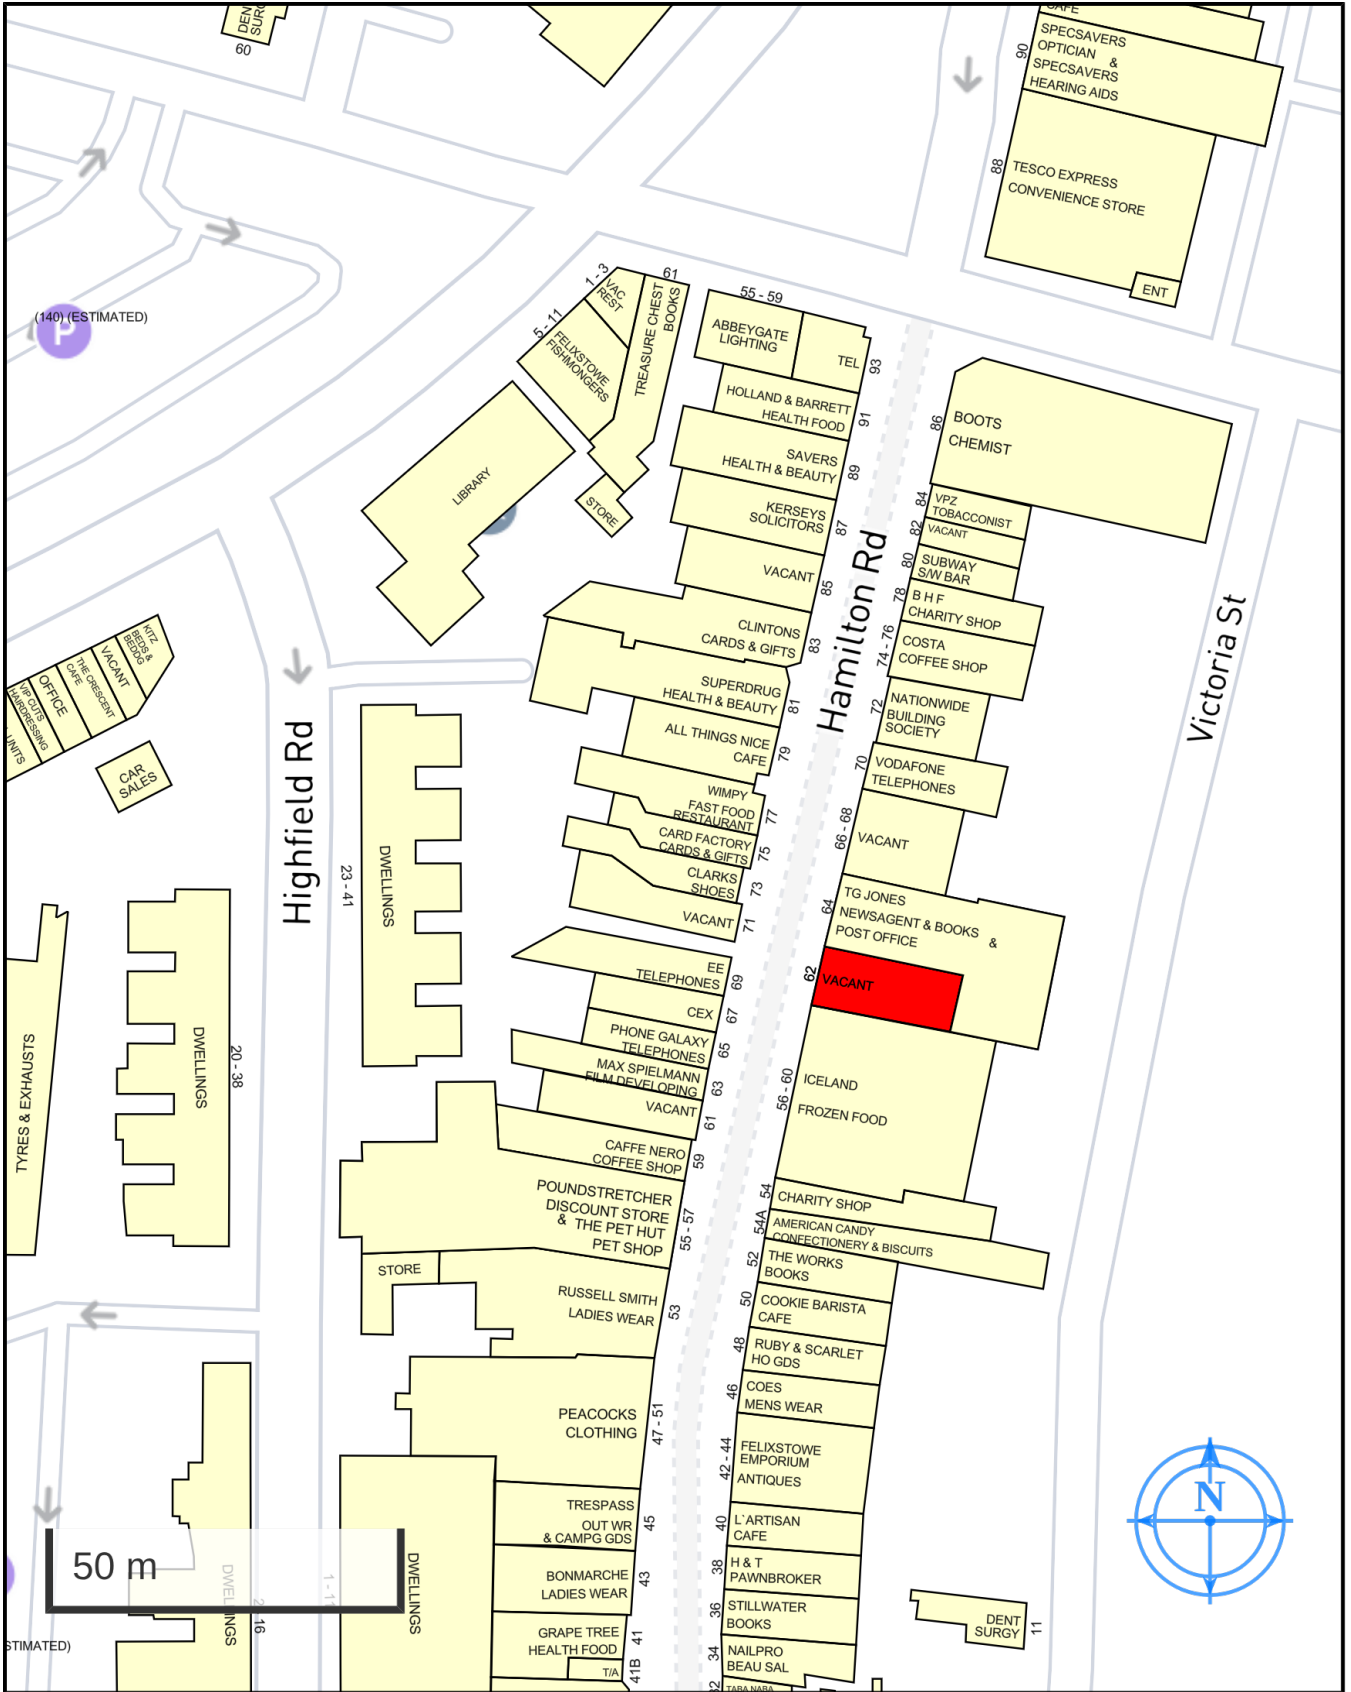 DEN
SURG
60
CAFE
SPECSAVERS
OPTICIAN &
SPECSAVERS
HEARING AIDS
90
TESCO EXPRESS
CONVENIENCE STORE
88
ENT
(140) (ESTIMATED)
P
1 - 3
VAC
REST
5 - 11
FELIXSTOWE
FISHMONGERS
61
TREASURE CHEST
BOOKS
LIBRARY
STORE
55 - 59
ABBEYGATE
LIGHTING
TEL
93
HOLLAND & BARRETT
HEALTH FOOD
91
SAVERS
HEALTH & BEAUTY
89
KERSEYS
SOLICITORS
87
VACANT
85
CLINTONS
CARDS & GIFTS
83
SUPERDRUG
HEALTH & BEAUTY
81
ALL THINGS NICE
CAFE
79
WIMPY
FAST FOOD
RESTAURANT
77
CARD FACTORY
CARDS & GIFTS
75
CLARKS
SHOES
73
VACANT
71
EE
TELEPHONES
69
CEX
67
PHONE GALAXY
TELEPHONES
65
MAX SPIELMANN
FILM DEVELOPING
63
VACANT
61
CAFFE NERO
COFFEE SHOP
59
POUNDSTRETCHER
DISCOUNT STORE
& THE PET HUT
PET SHOP
55 - 57
STORE
RUSSELL SMITH
LADIES WEAR
53
PEACOCKS
CLOTHING
47 - 51
TRESPASS
OUT WR
& CAMPG GDS
45
BONMARCHE
LADIES WEAR
43
GRAPE TREE
HEALTH FOOD
41
T/A
41B
Hamilton Rd
BOOTS
CHEMIST
86
VPZ
TOBACCONIST
84
VACANT
82
SUBWAY
S/W BAR
80
B H F
CHARITY SHOP
78
COSTA
COFFEE SHOP
74 - 76
NATIONWIDE
BUILDING
SOCIETY
72
VODAFONE
TELEPHONES
70
VACANT
66 - 68
TG JONES
NEWSAGENT & BOOKS &
POST OFFICE
64
VACANT
62
ICELAND
FROZEN FOOD
56 - 60
CHARITY SHOP
54
AMERICAN CANDY
CONFECTIONERY & BISCUITS
54A
THE WORKS
BOOKS
52
COOKIE BARISTA
CAFE
50
RUBY & SCARLET
HO GDS
48
COES
MENS WEAR
46
FELIXSTOWE
EMPORIUM
ANTIQUES
42 - 44
L`ARTISAN
CAFE
40
H & T
PAWNBROKER
38
STILLWATER
BOOKS
36
NAILPRO
BEAU SAL
34
TABA NABA
32
Victoria St
DENT
SURGY
11
N
KITZ
BEDS &
BEDDG
VACANT
THE CRESCENT
CAFE
OFFICE
VIP CUTS
HAIRDRESSING
UNITS
CAR
SALES
Highfield Rd
23 - 41
DWELLINGS
20 - 38
DWELLINGS
TYRES & EXHAUSTS
50 m
DWELLINGS
16
1 - 11
DWELLINGS
STIMATED)